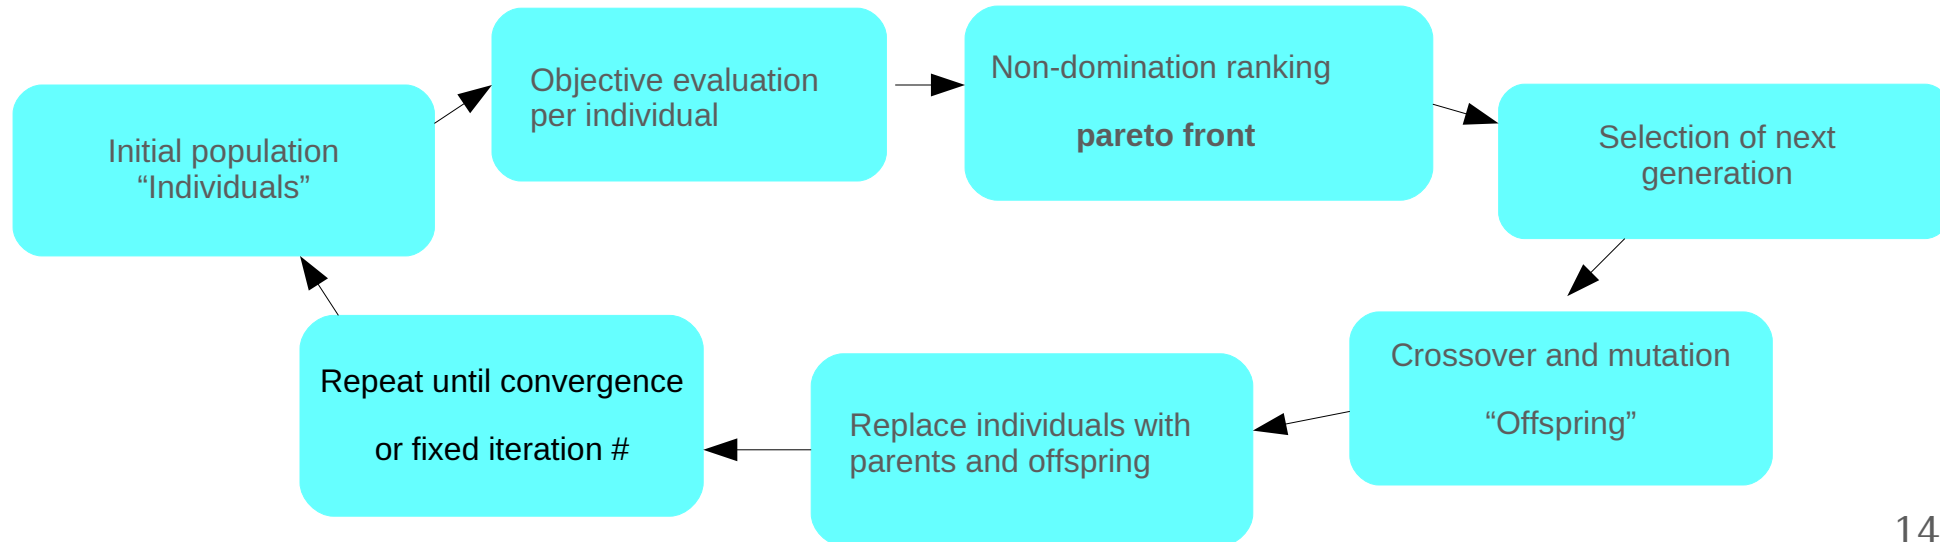 Initial population
“Individuals”
Objective evaluation
per individual
Non-domination ranking
pareto front
Selection of next
generation
Crossover and mutation
“Offspring”
Replace individuals with
parents and offspring
Repeat until convergence
or fixed iteration #
14